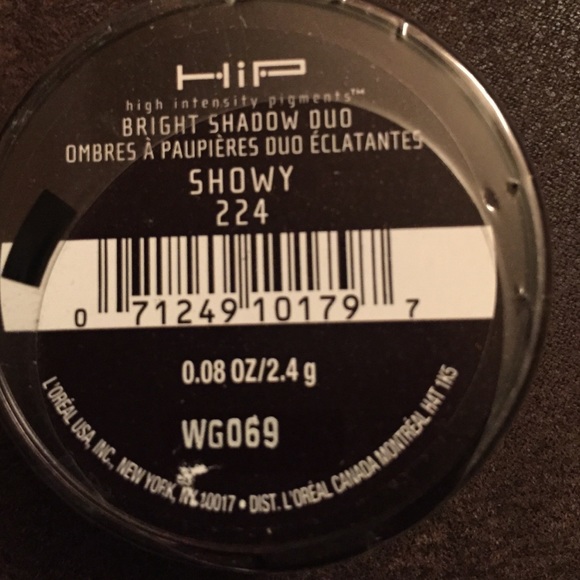 HiP
high intensity pigments™
BRIGHT SHADOW DUO
OMBRES À PAUPIÈRES DUO ÉCLATANTES
SHOWY
224
0 71249 10179 7
0.08 OZ/2.4 g
WG069
L'ORÉAL USA, INC., NEW YORK, NY 10017 • DIST. L'ORÉAL CANADA MONTRÉAL H4T 1K5